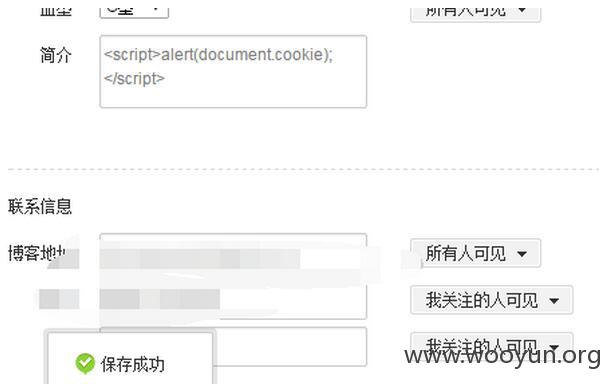 血型 所有人可见
简介 <script>alert(document.cookie);
</script>
联系信息
博客地址 所有人可见
我关注的人可见
我关注的人可见
保存成功
www.wooyun.org